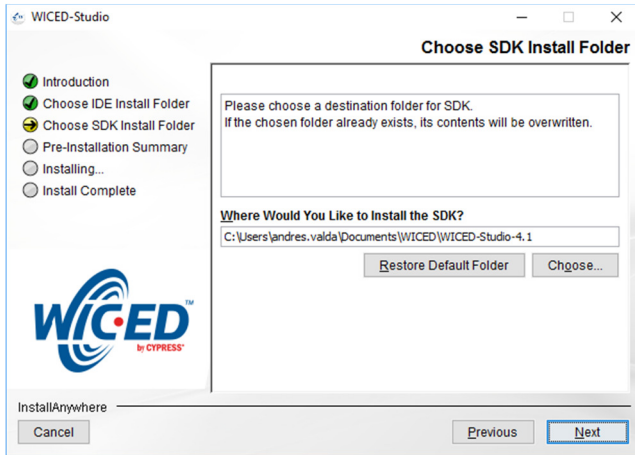 WICED-Studio
Choose SDK Install Folder
Introduction
Choose IDE Install Folder
Choose SDK Install Folder
Pre-Installation Summary
Installing...
Install Complete
Please choose a destination folder for SDK.
If the chosen folder already exists, its contents will be overwritten.
Where Would You Like to Install the SDK?
C:\Users\andres.valda\Documents\WICED\WICED-Studio-4.1
Restore Default Folder
Choose...
WICED™
by CYPRESS®
InstallAnywhere
Cancel
Previous
Next